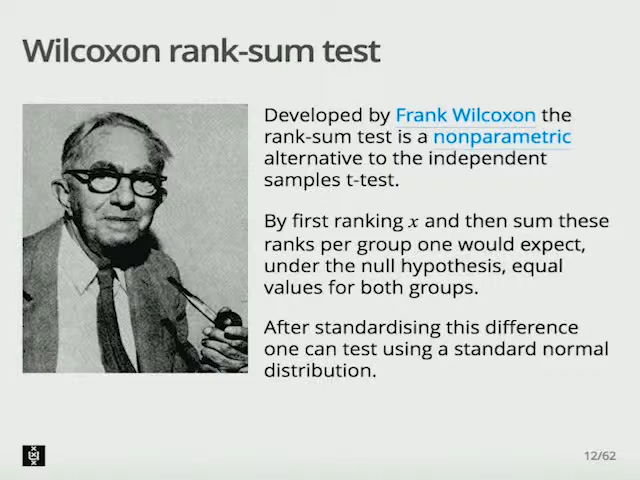 Wilcoxon rank-sum test
Developed by Frank Wilcoxon the
rank-sum test is a nonparametric
alternative to the independent
samples t-test.
By first ranking x and then sum these
ranks per group one would expect,
under the null hypothesis, equal
values for both groups.
After standardising this difference
one can test using a standard normal
distribution.
12/62